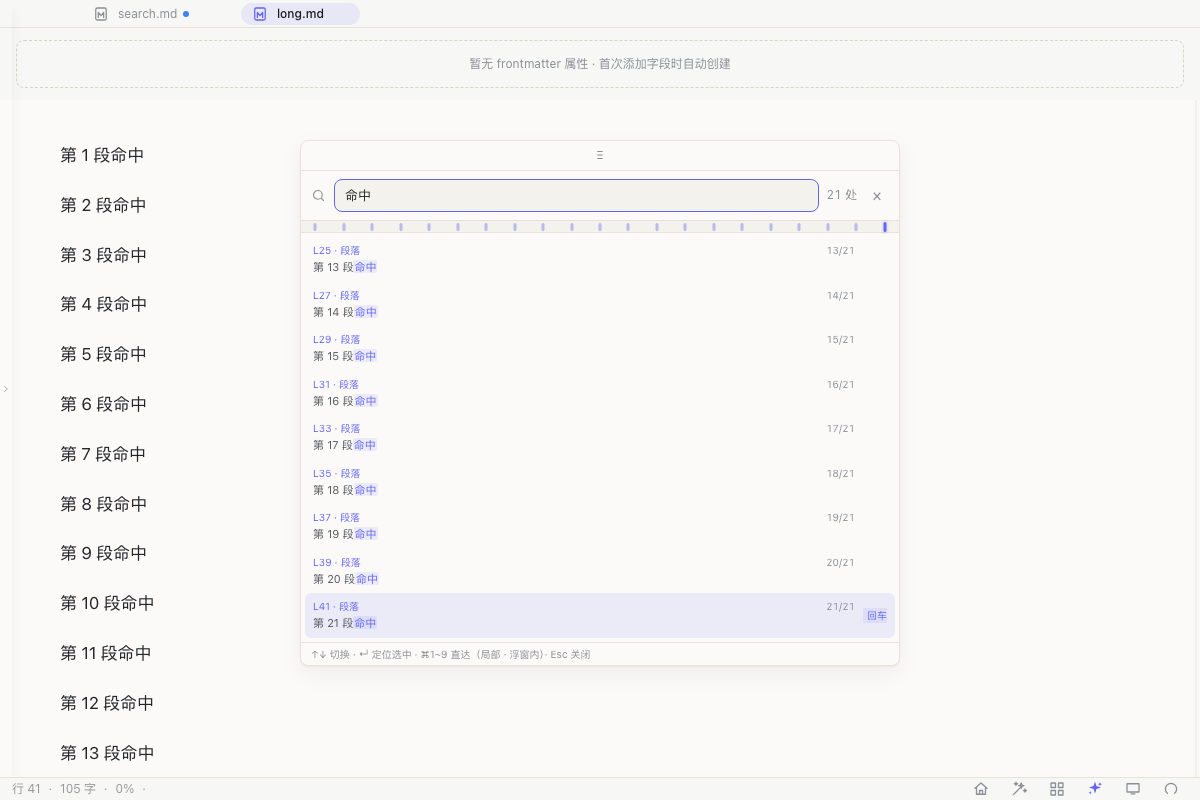 search.md
long.md
暂无 frontmatter 属性 · 首次添加字段时自动创建
第 1 段命中
第 2 段命中
第 3 段命中
第 4 段命中
第 5 段命中
第 6 段命中
第 7 段命中
第 8 段命中
第 9 段命中
第 10 段命中
第 11 段命中
第 12 段命中
第 13 段命中
命中
21 处
L25 · 段落 13/21
第 13 段命中
L27 · 段落 14/21
第 14 段命中
L29 · 段落 15/21
第 15 段命中
L31 · 段落 16/21
第 16 段命中
L33 · 段落 17/21
第 17 段命中
L35 · 段落 18/21
第 18 段命中
L37 · 段落 19/21
第 19 段命中
L39 · 段落 20/21
第 20 段命中
L41 · 段落 21/21
第 21 段命中
回车
↑↓ 切换 · ↵ 定位选中 · ⌘1~9 直达（局部 · 浮窗内）· Esc 关闭
行 41 · 105 字 · 0% ·